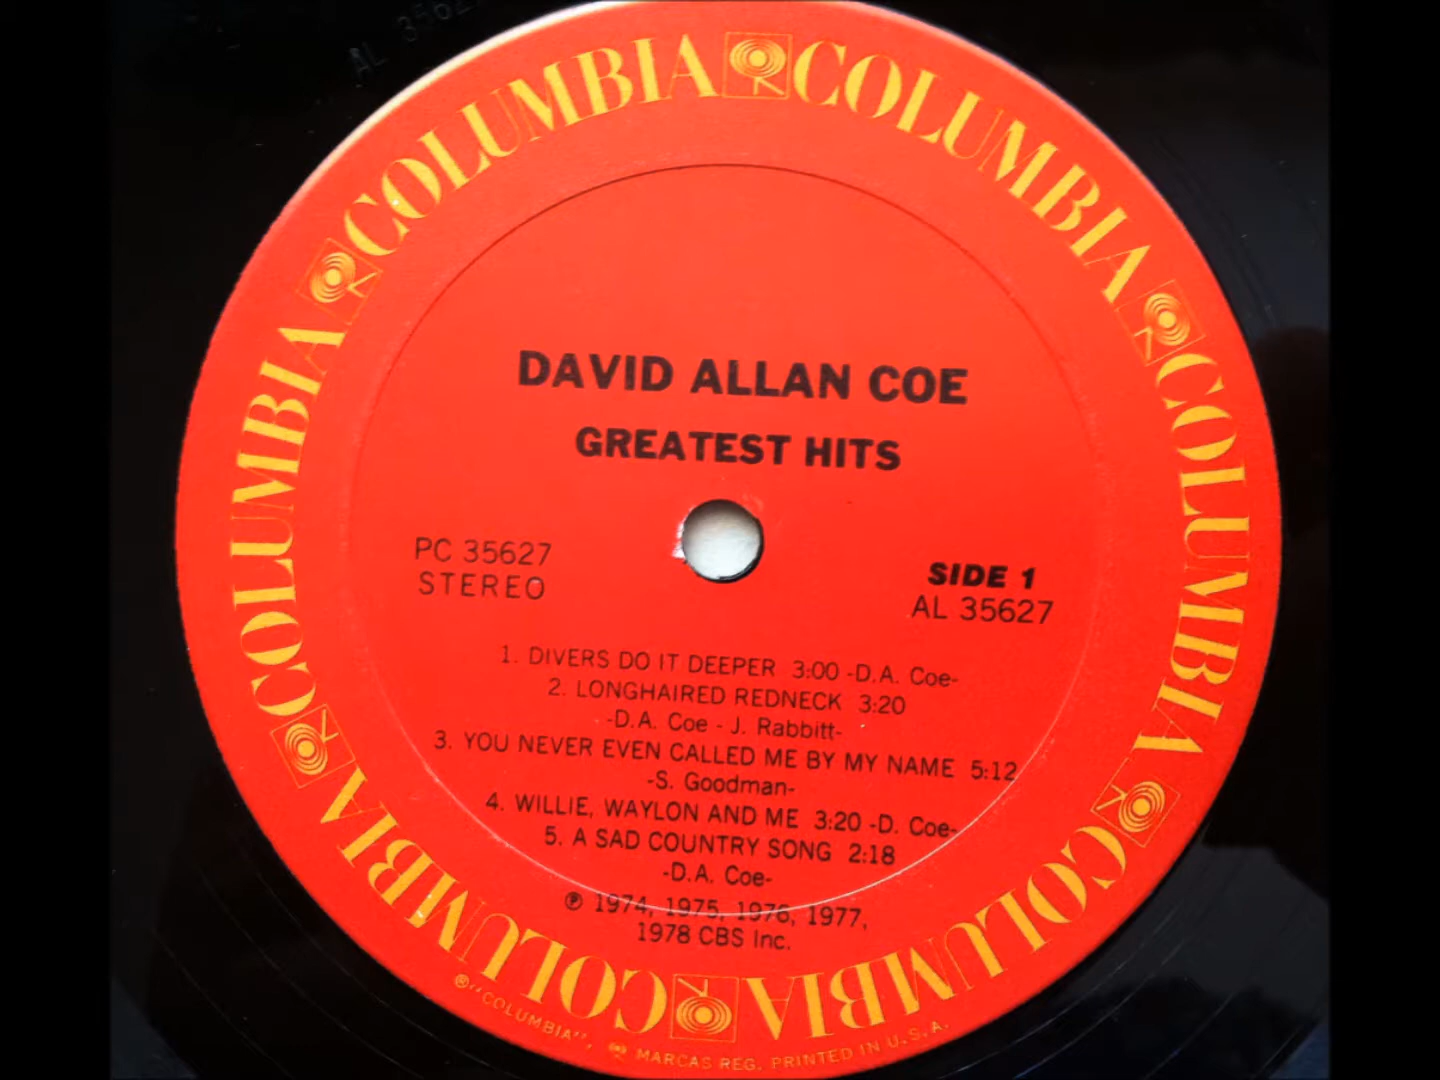 AL 35627
COLUMBIA COLUMBIA COLUMBIA COLUMBIA COLUMBIA COLUMBIA
DAVID ALLAN COE
GREATEST HITS
PC 35627
STEREO
SIDE 1
AL 35627
1. DIVERS DO IT DEEPER 3:00 -D.A. Coe-
2. LONGHAIRED REDNECK 3:20
-D.A. Coe - J. Rabbitt-
3. YOU NEVER EVEN CALLED ME BY MY NAME 5:12
-S. Goodman-
4. WILLIE, WAYLON AND ME 3:20 -D. Coe-
5. A SAD COUNTRY SONG 2:18
-D.A. Coe-
℗ 1974, 1975, 1976, 1977,
1978 CBS Inc.
®"COLUMBIA", MARCAS REG. PRINTED IN U.S.A.